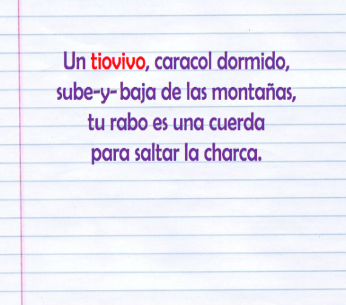 Un tiovivo, caracol dormido,
sube-y-baja de las montañas,
tu rabo es una cuerda
para saltar la charca.